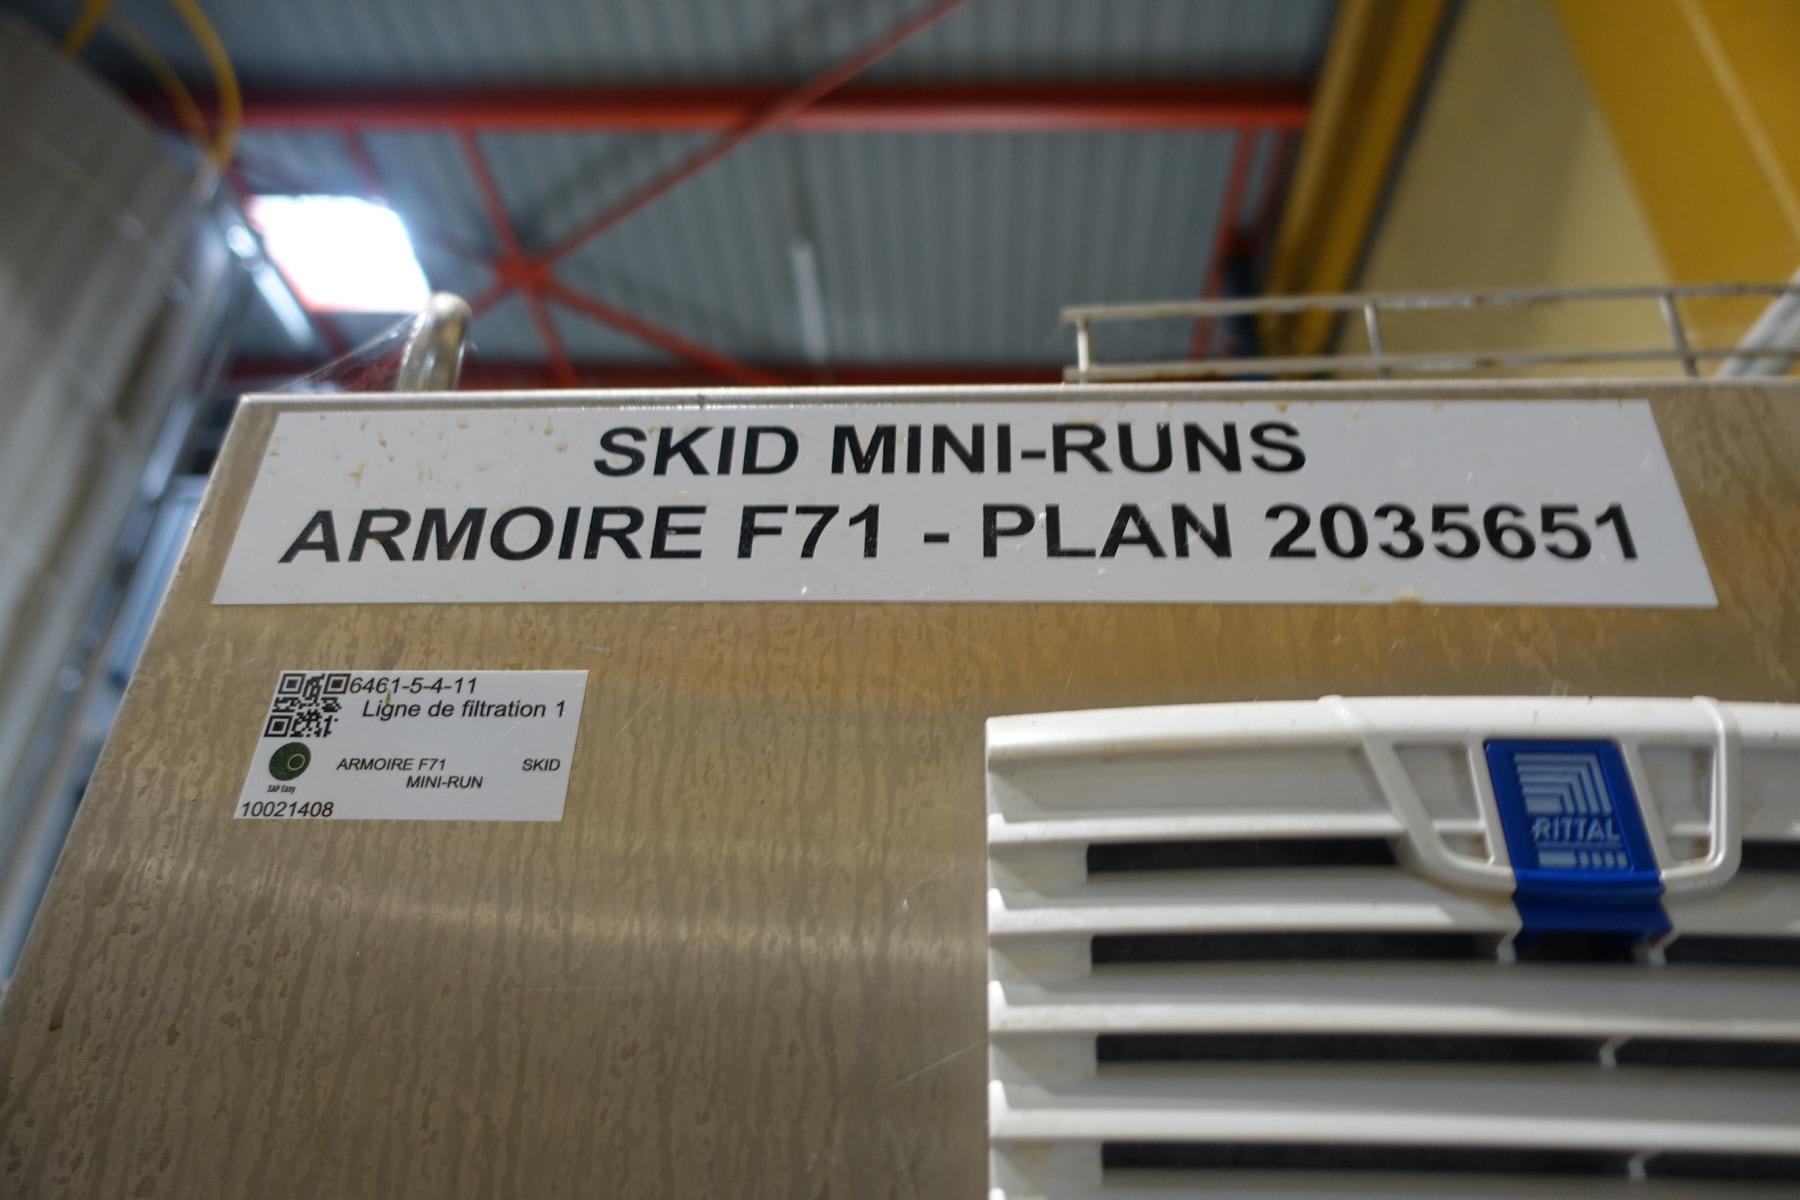 SKID MINI-RUNS
ARMOIRE F71 - PLAN 2035651
6461-5-4-11
Ligne de filtration 1
ARMOIRE F71 SKID
MINI-RUN
SAP Easy
10021408
RITTAL